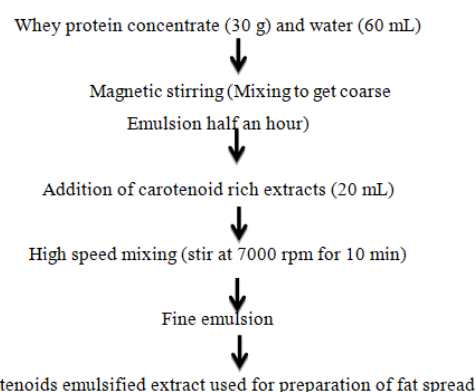 Whey protein concentrate (30 g) and water (60 mL)
Magnetic stirring (Mixing to get coarse
Emulsion half an hour)
Addition of carotenoid rich extracts (20 mL)
High speed mixing (stir at 7000 rpm for 10 min)
Fine emulsion
tenoids emulsified extract used for preparation of fat spread